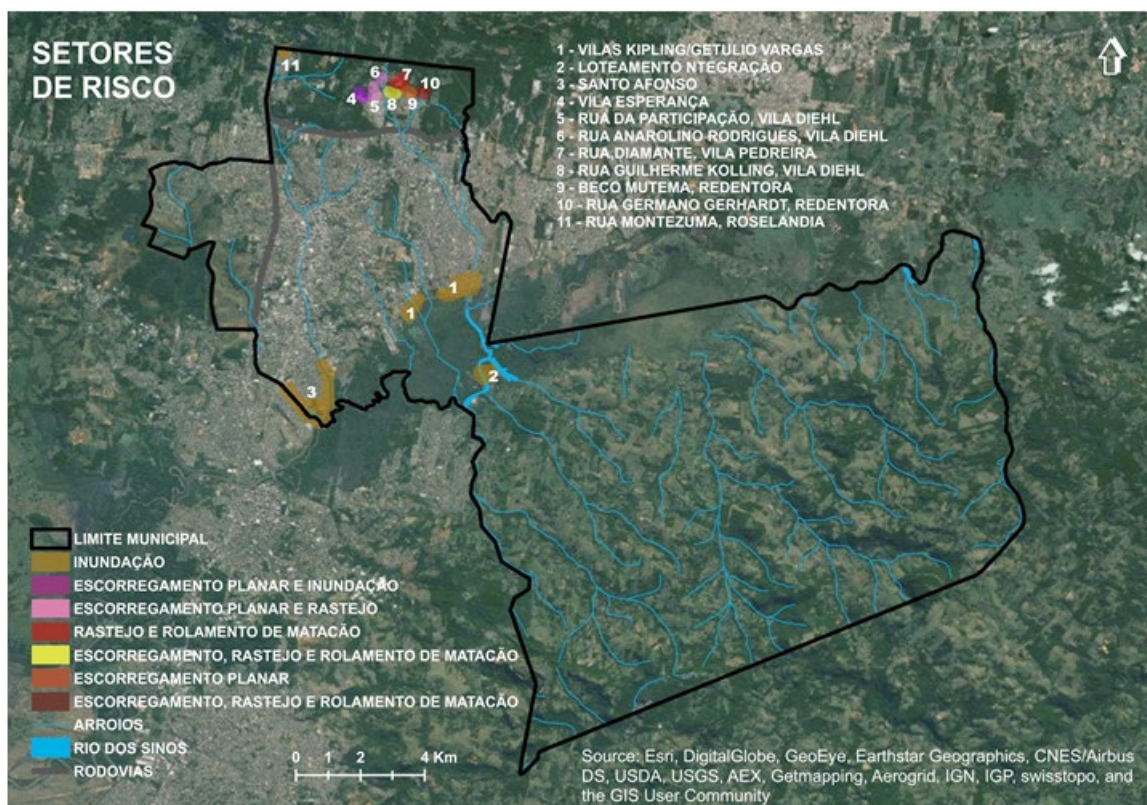 SETORES
DE RISCO
1 - VILAS KIPLING/GETULIO VARGAS
2 - LOTEAMENTO NTEGRAÇÃO
3 - SANTO AFONSO
4 - VILA ESPERANÇA
5 - RUA DA PARTICIPAÇÃO, VILA DIEHL
6 - RUA ANAROLINO RODRIGUES, VILA DIEHL
7 - RUA,DIAMANTE, VILA PEDREIRA
8 - RUA GUILHERME KOLLING, VILA DIEHL
9 - BECO MUTEMA, REDENTORA
10 - RUA GERMANO GERHARDT, REDENTORA
11 - RUA MONTEZUMA, ROSELANDIA
11
6
7
4
5
8
9
10
1
1
2
3
LIMITE MUNICIPAL
INUNDAÇÃO
ESCORREGAMENTO PLANAR E INUNDAÇÃO
ESCORREGAMENTO PLANAR E RASTEJO
RASTEJO E ROLAMENTO DE MATACÃO
ESCORREGAMENTO, RASTEJO E ROLAMENTO DE MATACÃO
ESCORREGAMENTO PLANAR
ESCORREGAMENTO, RASTEJO E ROLAMENTO DE MATACÃO
ARROIOS
RIO DOS SINOS
RODOVIAS
0 1 2 4 Km
Source: Esri, DigitalGlobe, GeoEye, Earthstar Geographics, CNES/Airbus
DS, USDA, USGS, AEX, Getmapping, Aerogrid, IGN, IGP, swisstopo, and
the GIS User Community